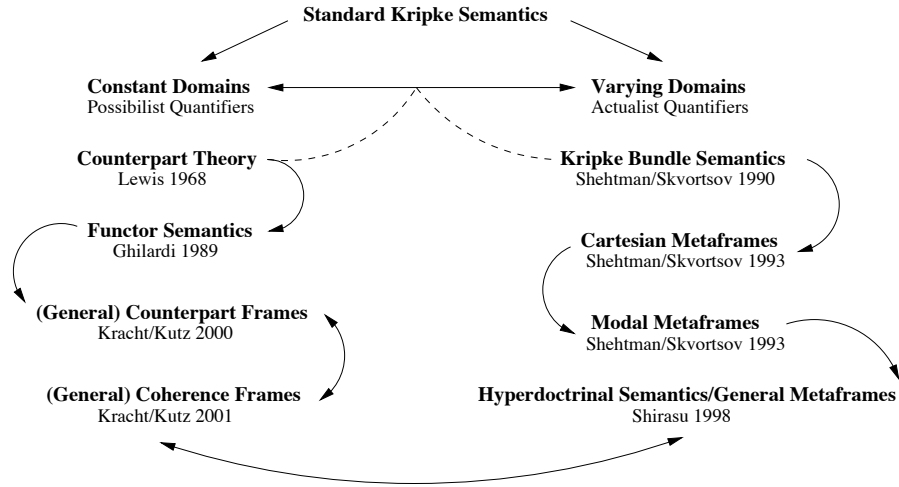 Standard Kripke Semantics
Constant Domains
Possibilist Quantifiers
Varying Domains
Actualist Quantifiers
Counterpart Theory
Lewis 1968
Kripke Bundle Semantics
Shehtman/Skvortsov 1990
Functor Semantics
Ghilardi 1989
Cartesian Metaframes
Shehtman/Skvortsov 1993
(General) Counterpart Frames
Kracht/Kutz 2000
Modal Metaframes
Shehtman/Skvortsov 1993
(General) Coherence Frames
Kracht/Kutz 2001
Hyperdoctrinal Semantics/General Metaframes
Shirasu 1998